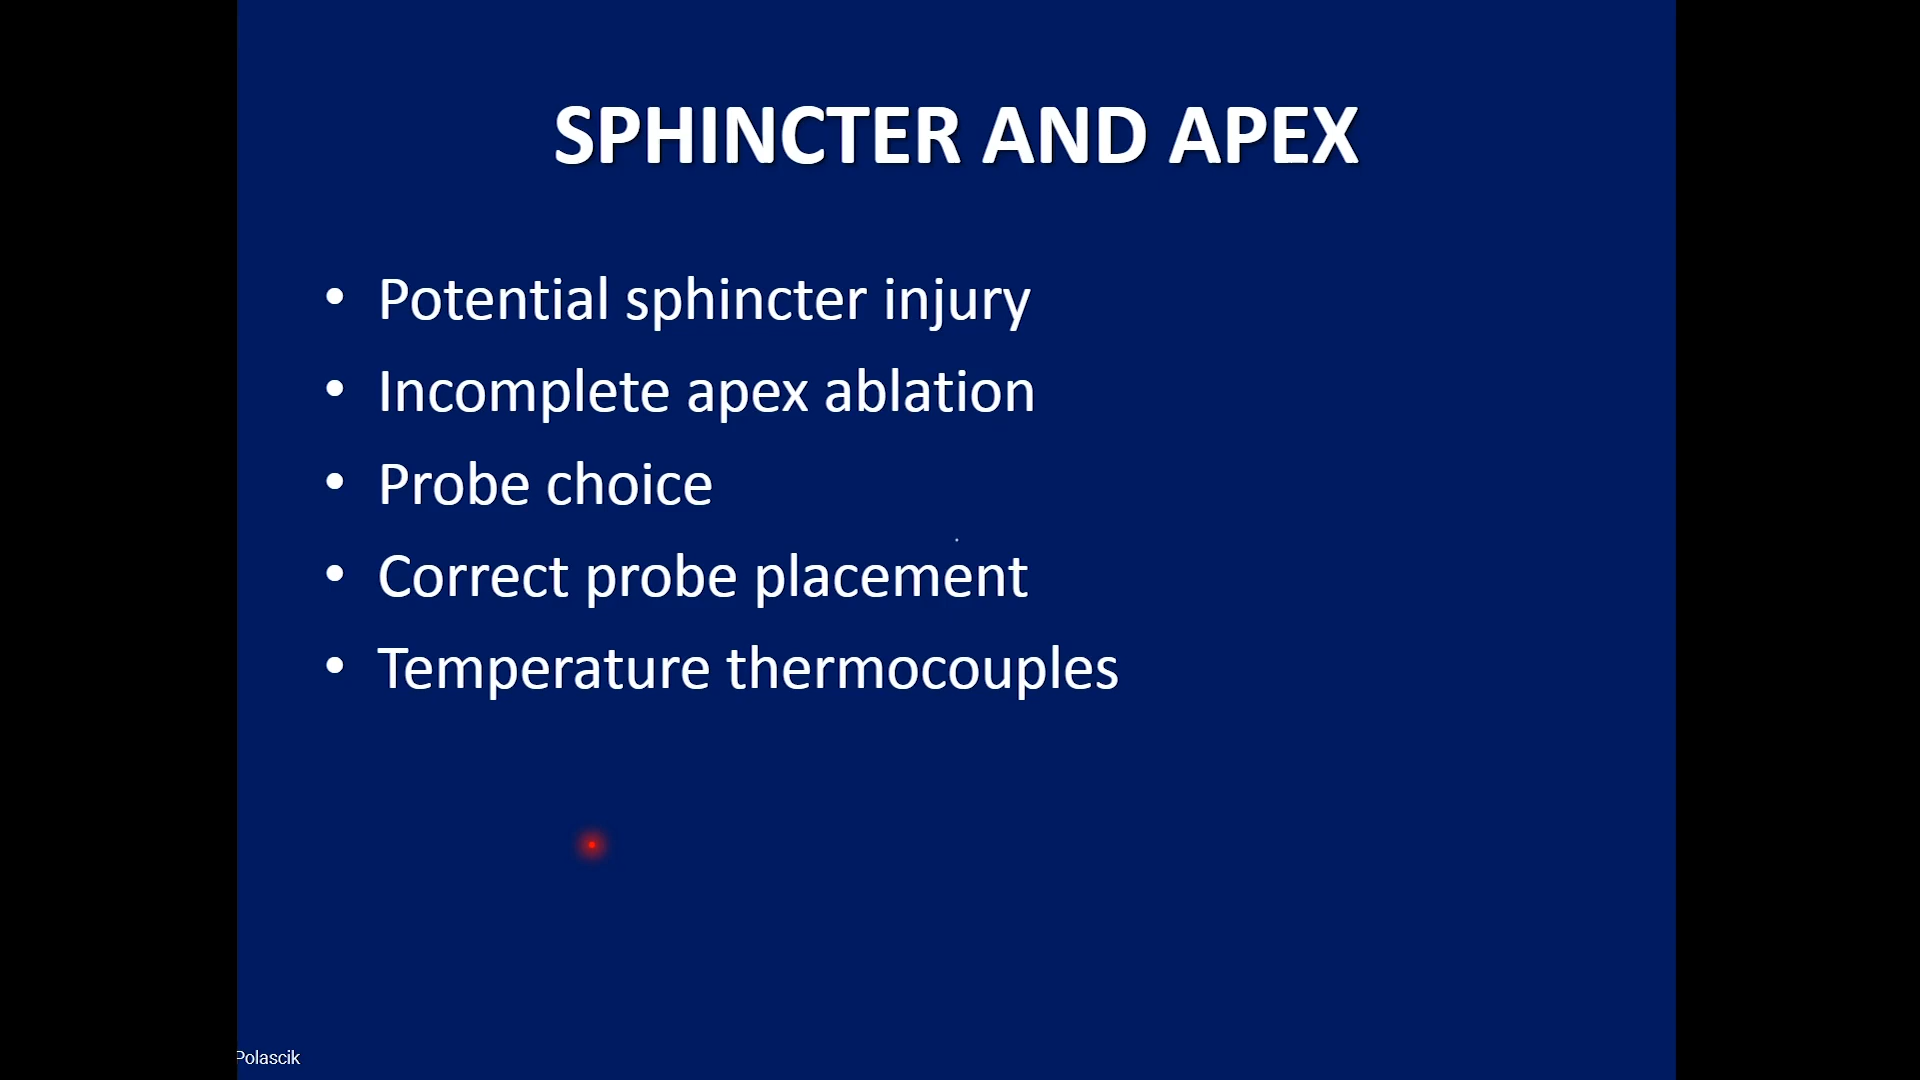 SPHINCTER AND APEX
• Potential sphincter injury
• Incomplete apex ablation
• Probe choice
• Correct probe placement
• Temperature thermocouples
Polascik